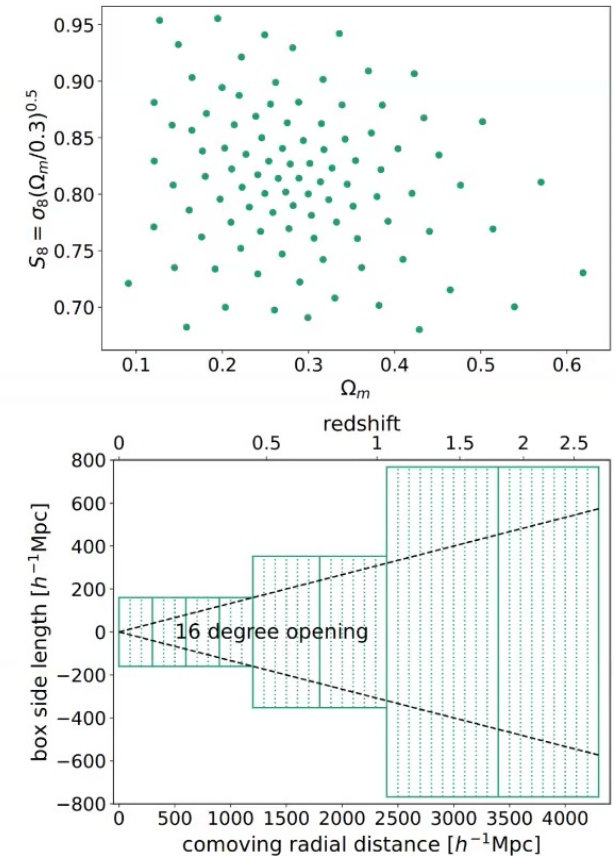 0.95
0.90
0.85
0.80
0.75
0.70
S₈ = σ₈(Ωₘ/0.3)⁰·⁵
0.1 0.2 0.3 0.4 0.5 0.6
Ωₘ
redshift
0 0.5 1 1.5 2 2.5
800
600
400
200
0
−200
−400
−600
−800
box side length [h⁻¹Mpc]
16 degree opening
0 500 1000 1500 2000 2500 3000 3500 4000
comoving radial distance [h⁻¹Mpc]